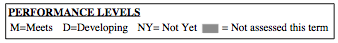 PERFORMANCE LEVELS
M=Meets D=Developing NY= Not Yet = Not assessed this term